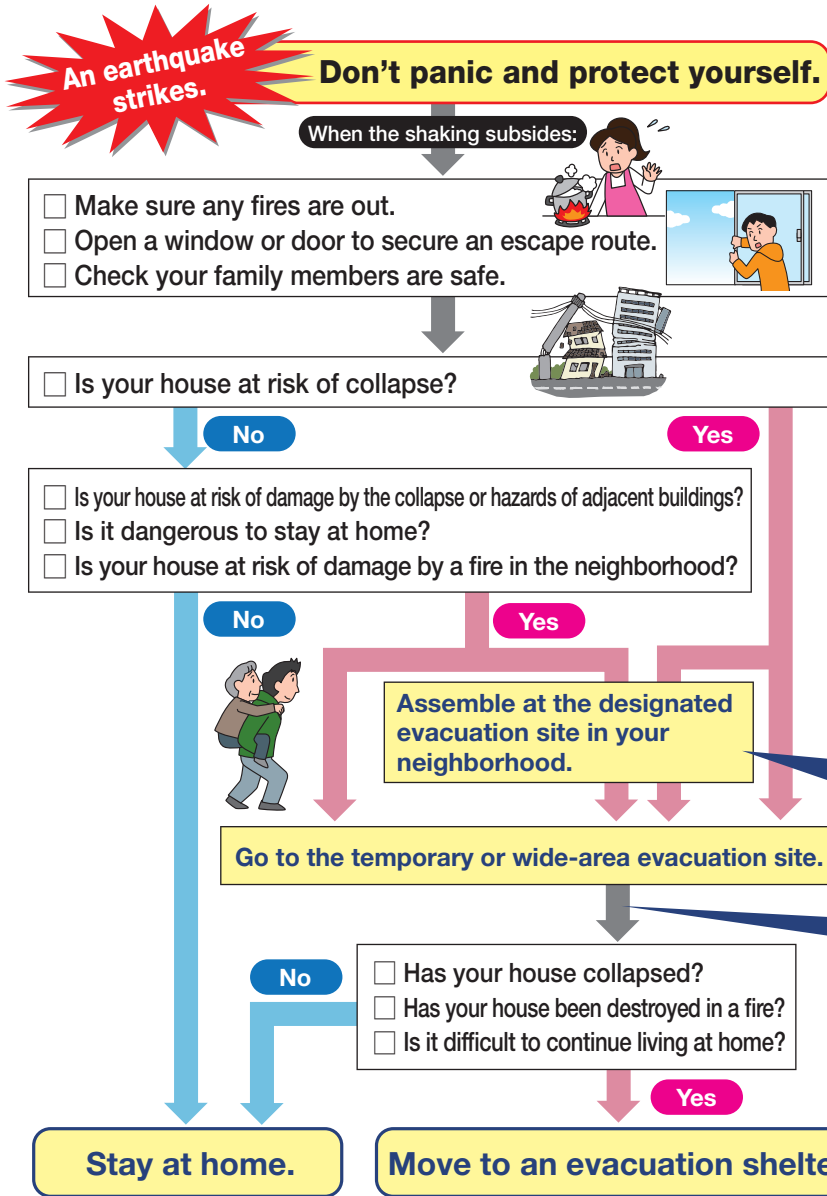 An earthquake
strikes.
Don't panic and protect yourself.
When the shaking subsides:
Make sure any fires are out.
Open a window or door to secure an escape route.
Check your family members are safe.
Is your house at risk of collapse?
No
Yes
Is your house at risk of damage by the collapse or hazards of adjacent buildings?
Is it dangerous to stay at home?
Is your house at risk of damage by a fire in the neighborhood?
No
Yes
Assemble at the designated
evacuation site in your
neighborhood.
Go to the temporary or wide-area evacuation site.
No
Has your house collapsed?
Has your house been destroyed in a fire?
Is it difficult to continue living at home?
Yes
Stay at home.
Move to an evacuation shelte